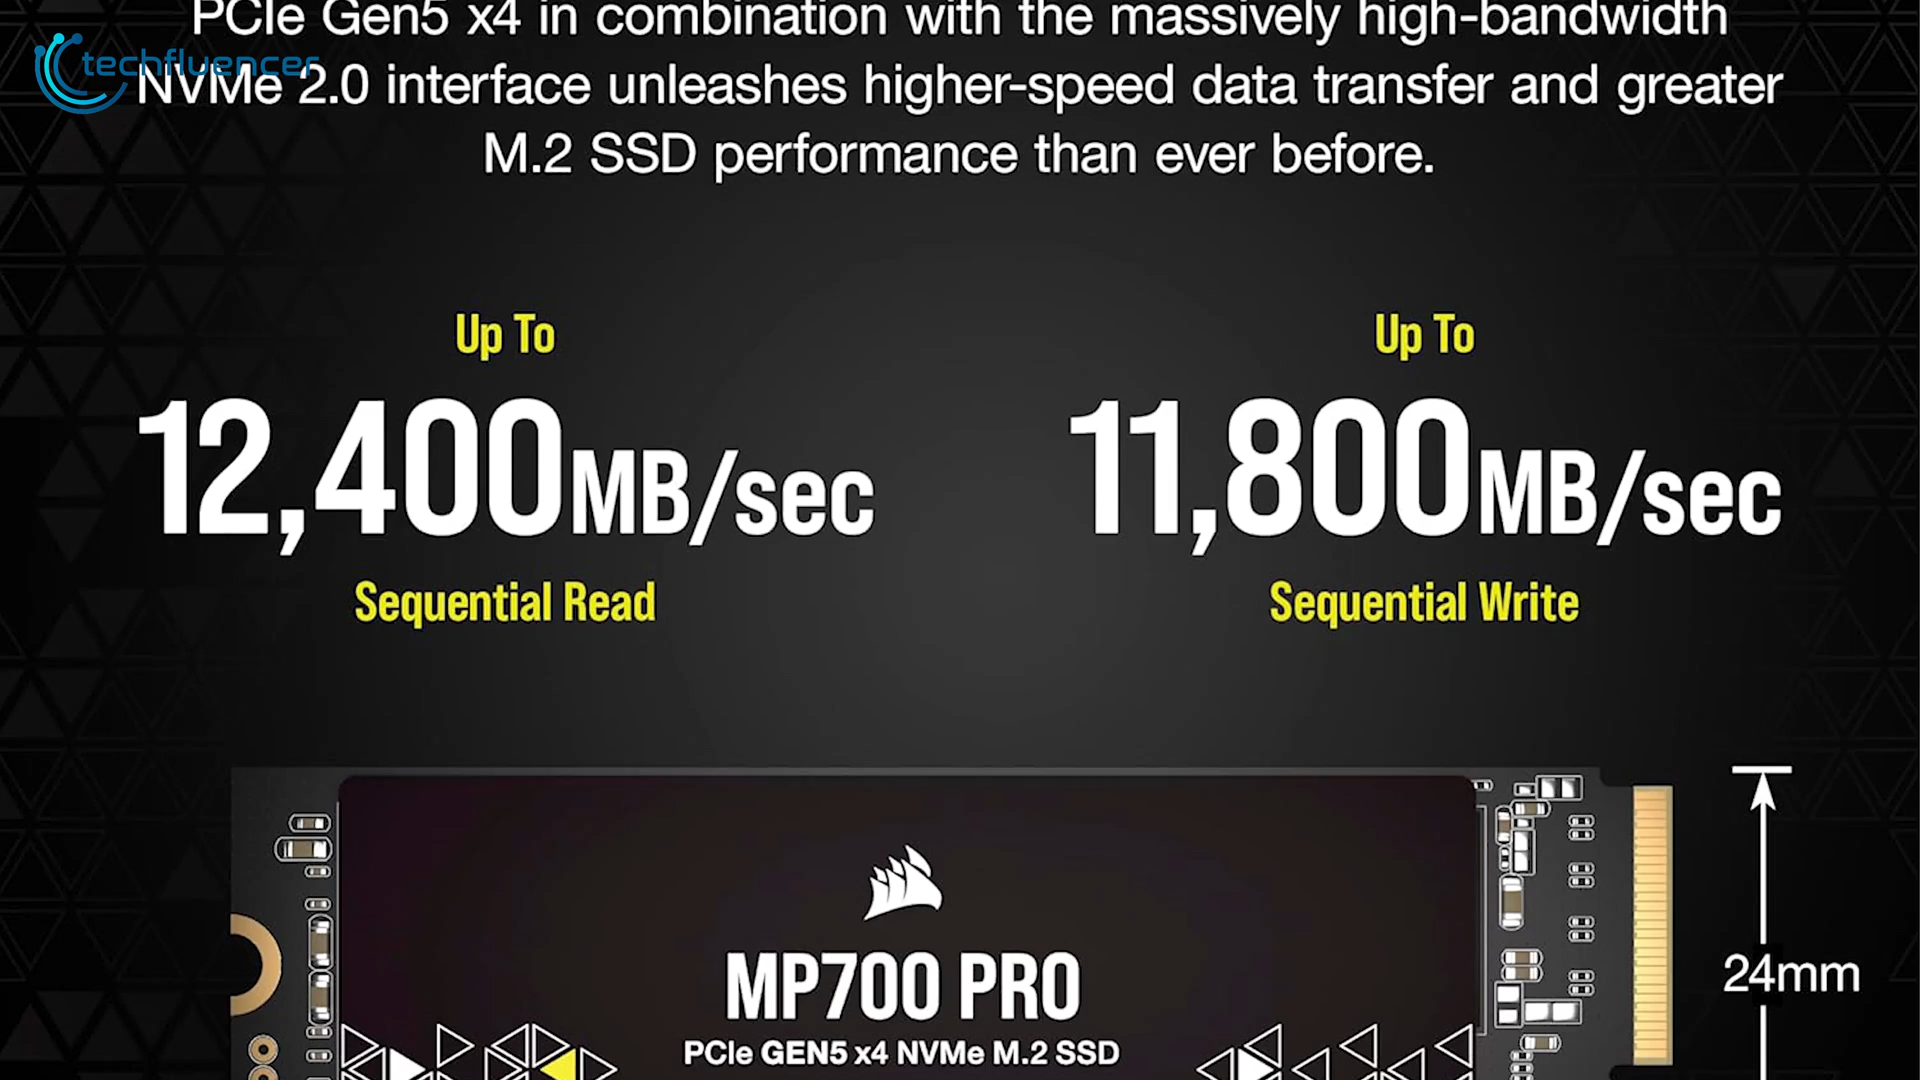 PCIe Gen5 x4 in combination with the massively high-bandwidth
techfluencer
NVMe 2.0 interface unleashes higher-speed data transfer and greater
M.2 SSD performance than ever before.
Up To
12,400MB/sec
Sequential Read
Up To
11,800MB/sec
Sequential Write
MP700 PRO
PCIe GEN5 x4 NVMe M.2 SSD
24mm